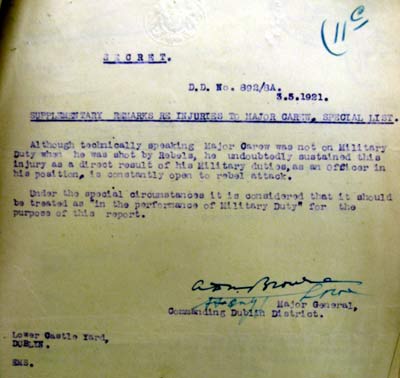 11c
SECRET.
D.D. No. 892/8A.
3.5.1921.
SUPPLEMENTARY REMARKS RE INJURIES TO MAJOR CAREW, SPECIAL LIST.
Although technically speaking Major Carew was not on Military
Duty when he was shot by Rebels, he undoubtedly sustained this
injury as a direct result of his Military duties, as an Officer in
his position, is constantly open to rebel attack.
Under the special circumstances it is considered that it should
be treated as "in the performance of Military Duty" for the
purpose of this report.
Major General,
Commanding Dublin District.
Lower Castle Yard,
DUBLIN.
EMS.